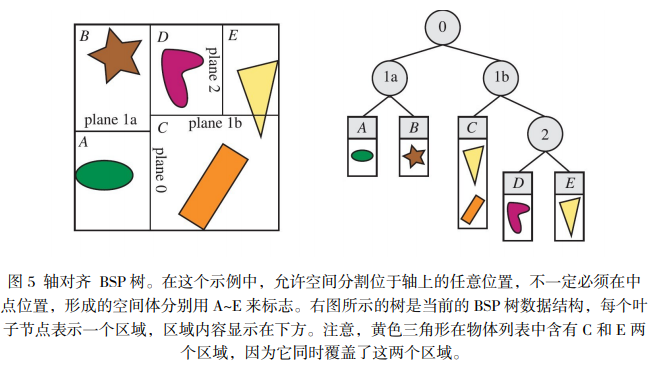 B
D
E
plane 2
plane 1a
plane 1b
A
C
plane 0
0
1a
1b
A
B
C
2
D
E
图 5 轴对齐 BSP 树。在这个示例中，允许空间分割位于轴上的任意位置，不一定必须在中
点位置，形成的空间体分别用 A~E 来标志。右图所示的树是当前的 BSP 树数据结构，每个叶
子节点表示一个区域，区域内容显示在下方。注意，黄色三角形在物体列表中含有 C 和 E 两
个区域，因为它同时覆盖了这两个区域。